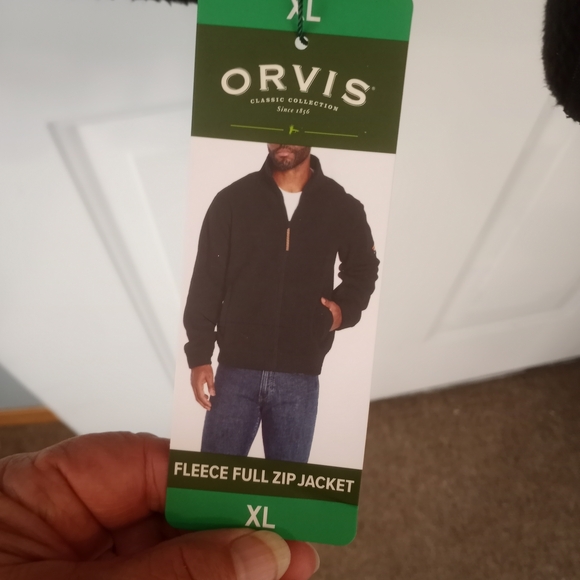 XL
ORVIS
CLASSIC COLLECTION
Since 1856
FLEECE FULL ZIP JACKET
XL